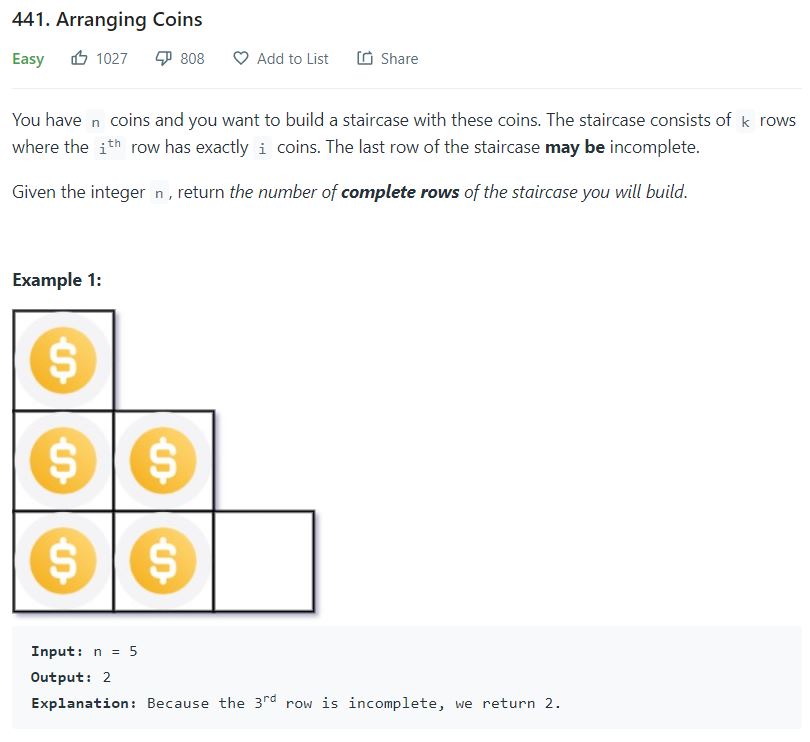 441. Arranging Coins
Easy 1027 808 Add to List Share
You have n coins and you want to build a staircase with these coins. The staircase consists of k rows
where the iᵗʰ row has exactly i coins. The last row of the staircase may be incomplete.
Given the integer n, return the number of complete rows of the staircase you will build.
Example 1:
$
$ $
$ $
Input: n = 5
Output: 2
Explanation: Because the 3ʳᵈ row is incomplete, we return 2.